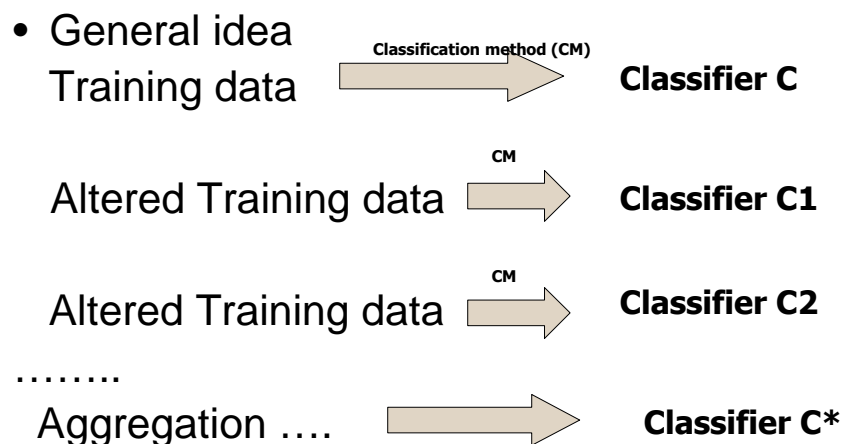 • General idea
Classification method (CM)
Training data
Classifier C
CM
Altered Training data
Classifier C1
CM
Altered Training data
Classifier C2
……..
Aggregation ….
Classifier C*